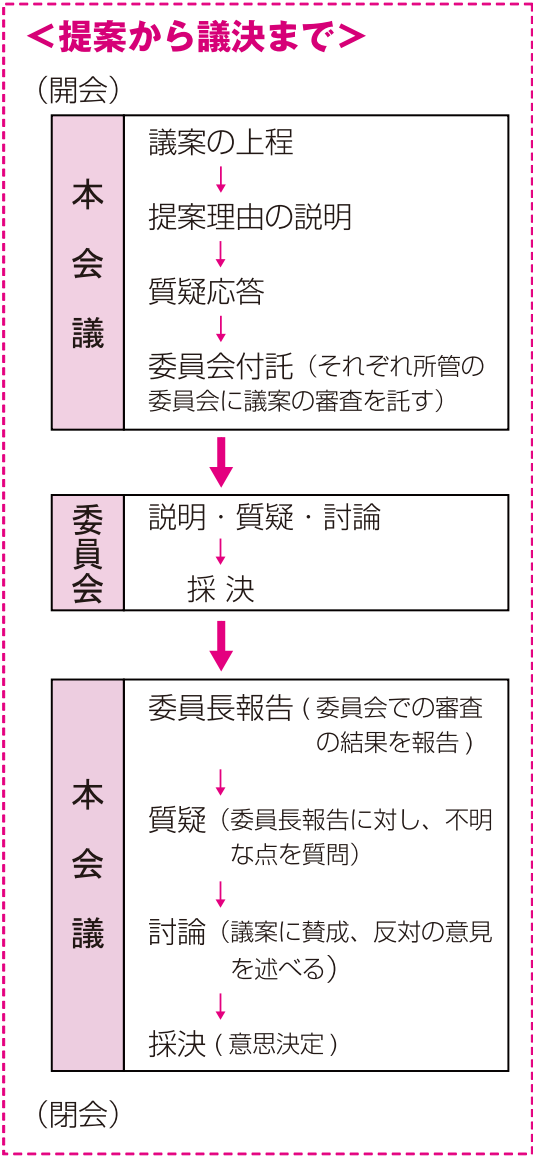 ＜提案から議決まで＞
（開会）
本会議
議案の上程
↓
提案理由の説明
↓
質疑応答
↓
委員会付託（それぞれ所管の
委員会に議案の審査を託す）
委員会
説明・質疑・討論
↓
採 決
本会議
委員長報告（委員会での審査
の結果を報告）
↓
質疑（委員長報告に対し、不明
な点を質問）
↓
討論（議案に賛成、反対の意見
を述べる）
↓
採決（意思決定）
（閉会）